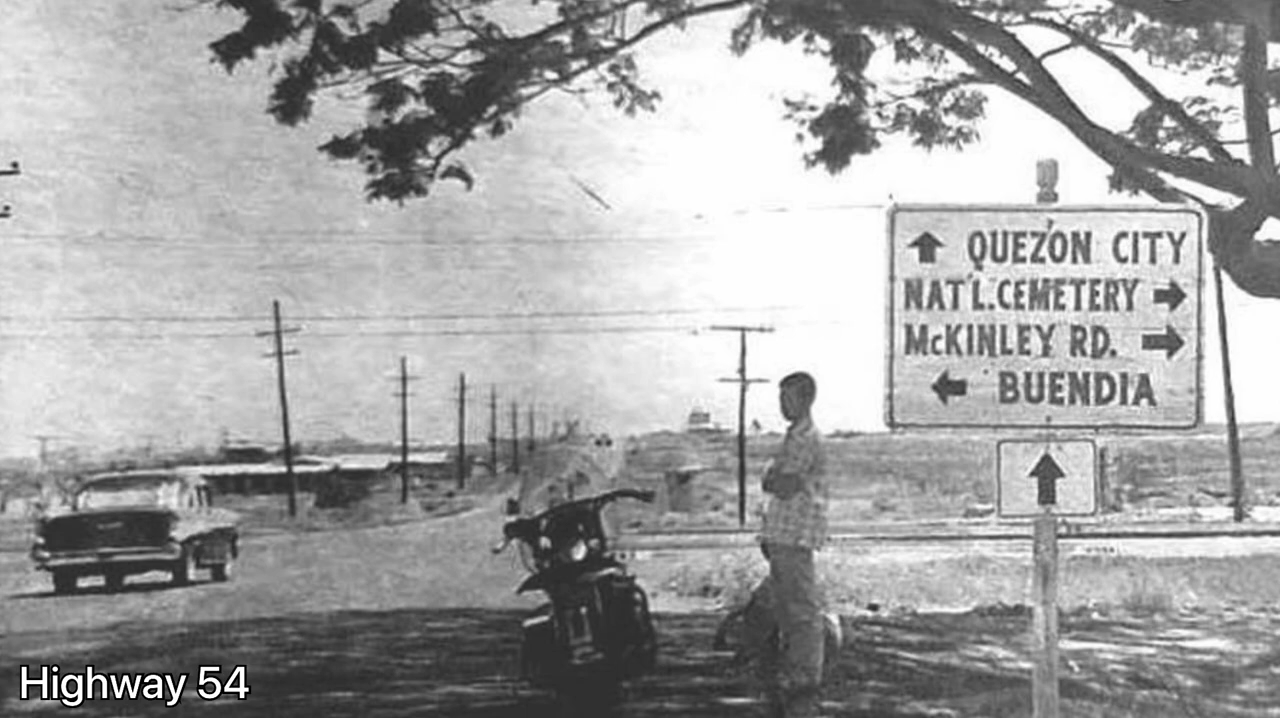 QUEZON CITY
NAT'L.CEMETERY
McKINLEY RD.
BUENDIA
Highway 54